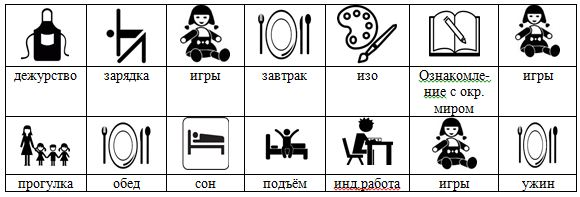 дежурство зарядка игры завтрак изо Ознакомле- игры
ние с окр.
миром
прогулка обед сон подъём инд.работа игры ужин